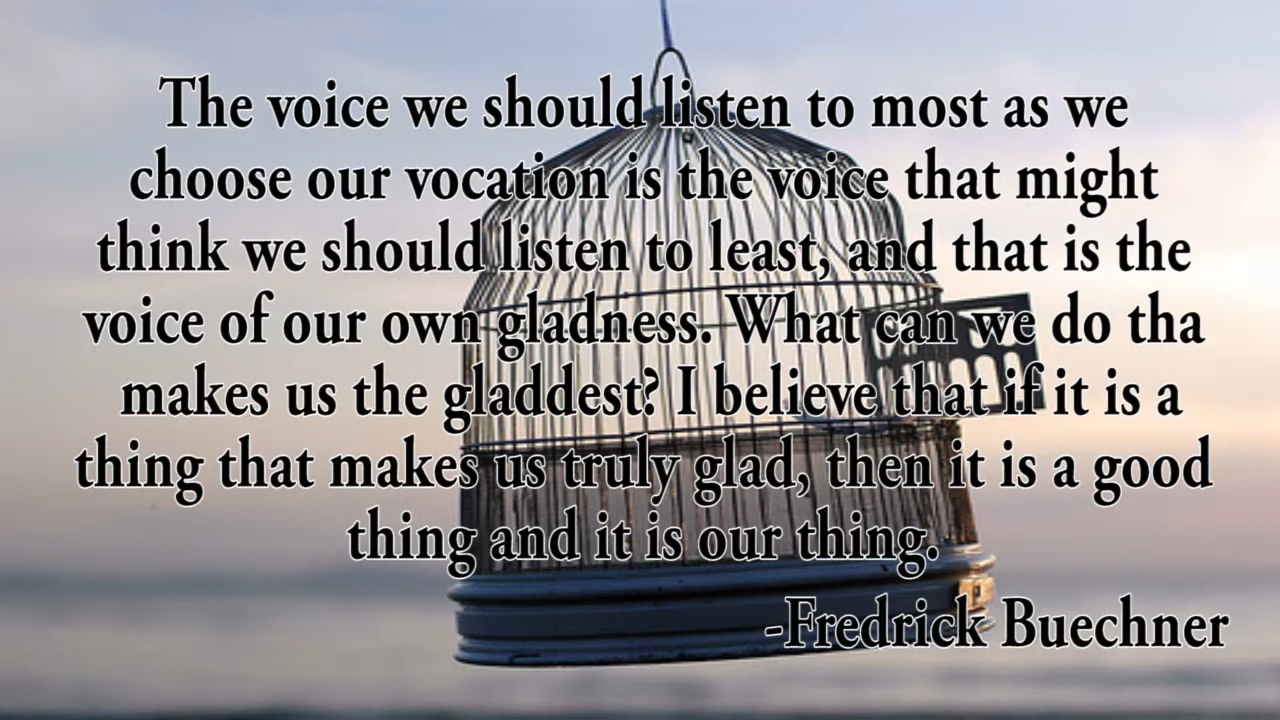 The voice we should listen to most as we
choose our vocation is the voice that might
think we should listen to least, and that is the
voice of our own gladness. What can we do tha
makes us the gladdest? I believe that if it is a
thing that makes us truly glad, then it is a good
thing and it is our thing.
-Fredrick Buechner